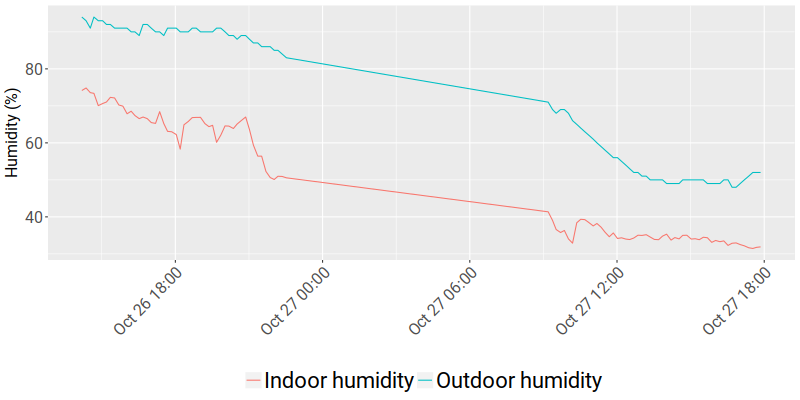 Humidity (%)
80
60
40
Oct 26 18:00
Oct 27 00:00
Oct 27 06:00
Oct 27 12:00
Oct 27 18:00
Indoor humidity Outdoor humidity